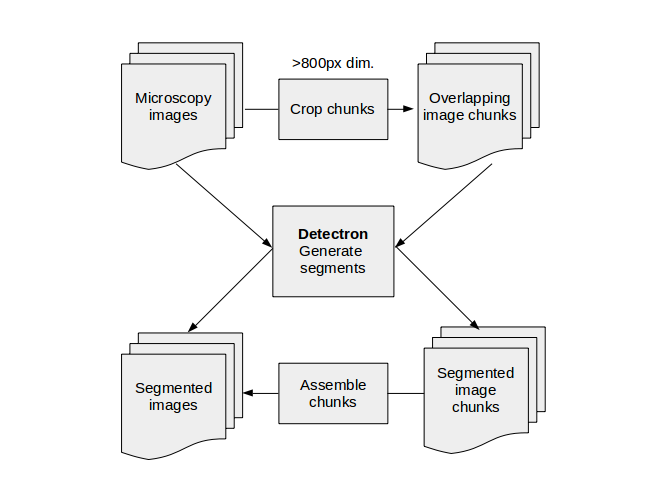 >800px dim.
Microscopy
images
Crop chunks
Overlapping
image chunks
Detectron
Generate
segments
Segmented
images
Assemble
chunks
Segmented
image
chunks